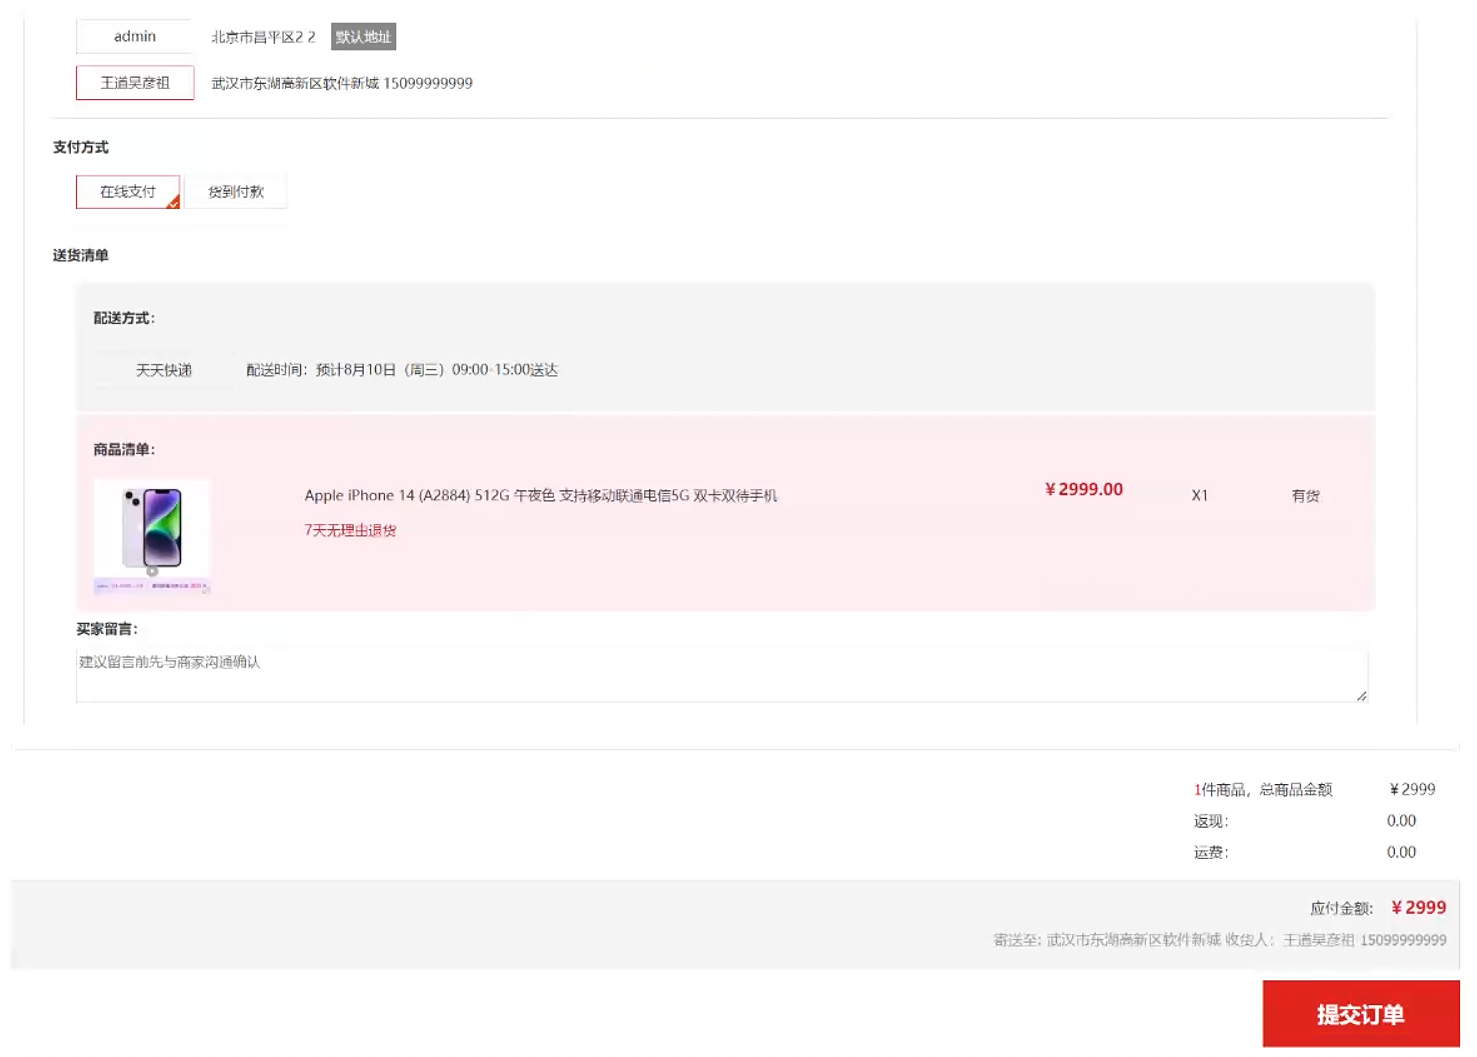 admin 北京市昌平区2 2 默认地址
王道吴彦祖 武汉市东湖高新区软件新城 15099999999
支付方式
在线支付 货到付款
送货清单
配送方式：
天天快递 配送时间：预计8月10日（周三）09:00-15:00送达
商品清单：
Apple iPhone 14 (A2884) 512G 午夜色 支持移动联通电信5G 双卡双待手机 ￥2999.00 X1 有货
7天无理由退货
买家留言：
建议留言前先与商家沟通确认
1件商品，总商品金额 ￥2999
返现： 0.00
运费： 0.00
应付金额: ￥2999
寄送至: 武汉市东湖高新区软件新城 收货人：王道吴彦祖 15099999999
提交订单